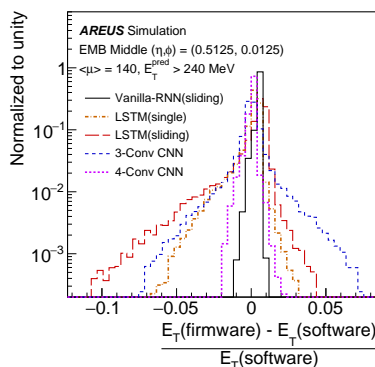 AREUS Simulation
EMB Middle (η,ϕ) = (0.5125, 0.0125)
<μ> = 140, E_T^pred > 240 MeV
Vanilla-RNN(sliding)
LSTM(single)
LSTM(sliding)
3-Conv CNN
4-Conv CNN
Normalized to unity
1
10⁻¹
10⁻²
10⁻³
−0.1 −0.05 0 0.05
E_T(firmware) - E_T(software)
E_T(software)